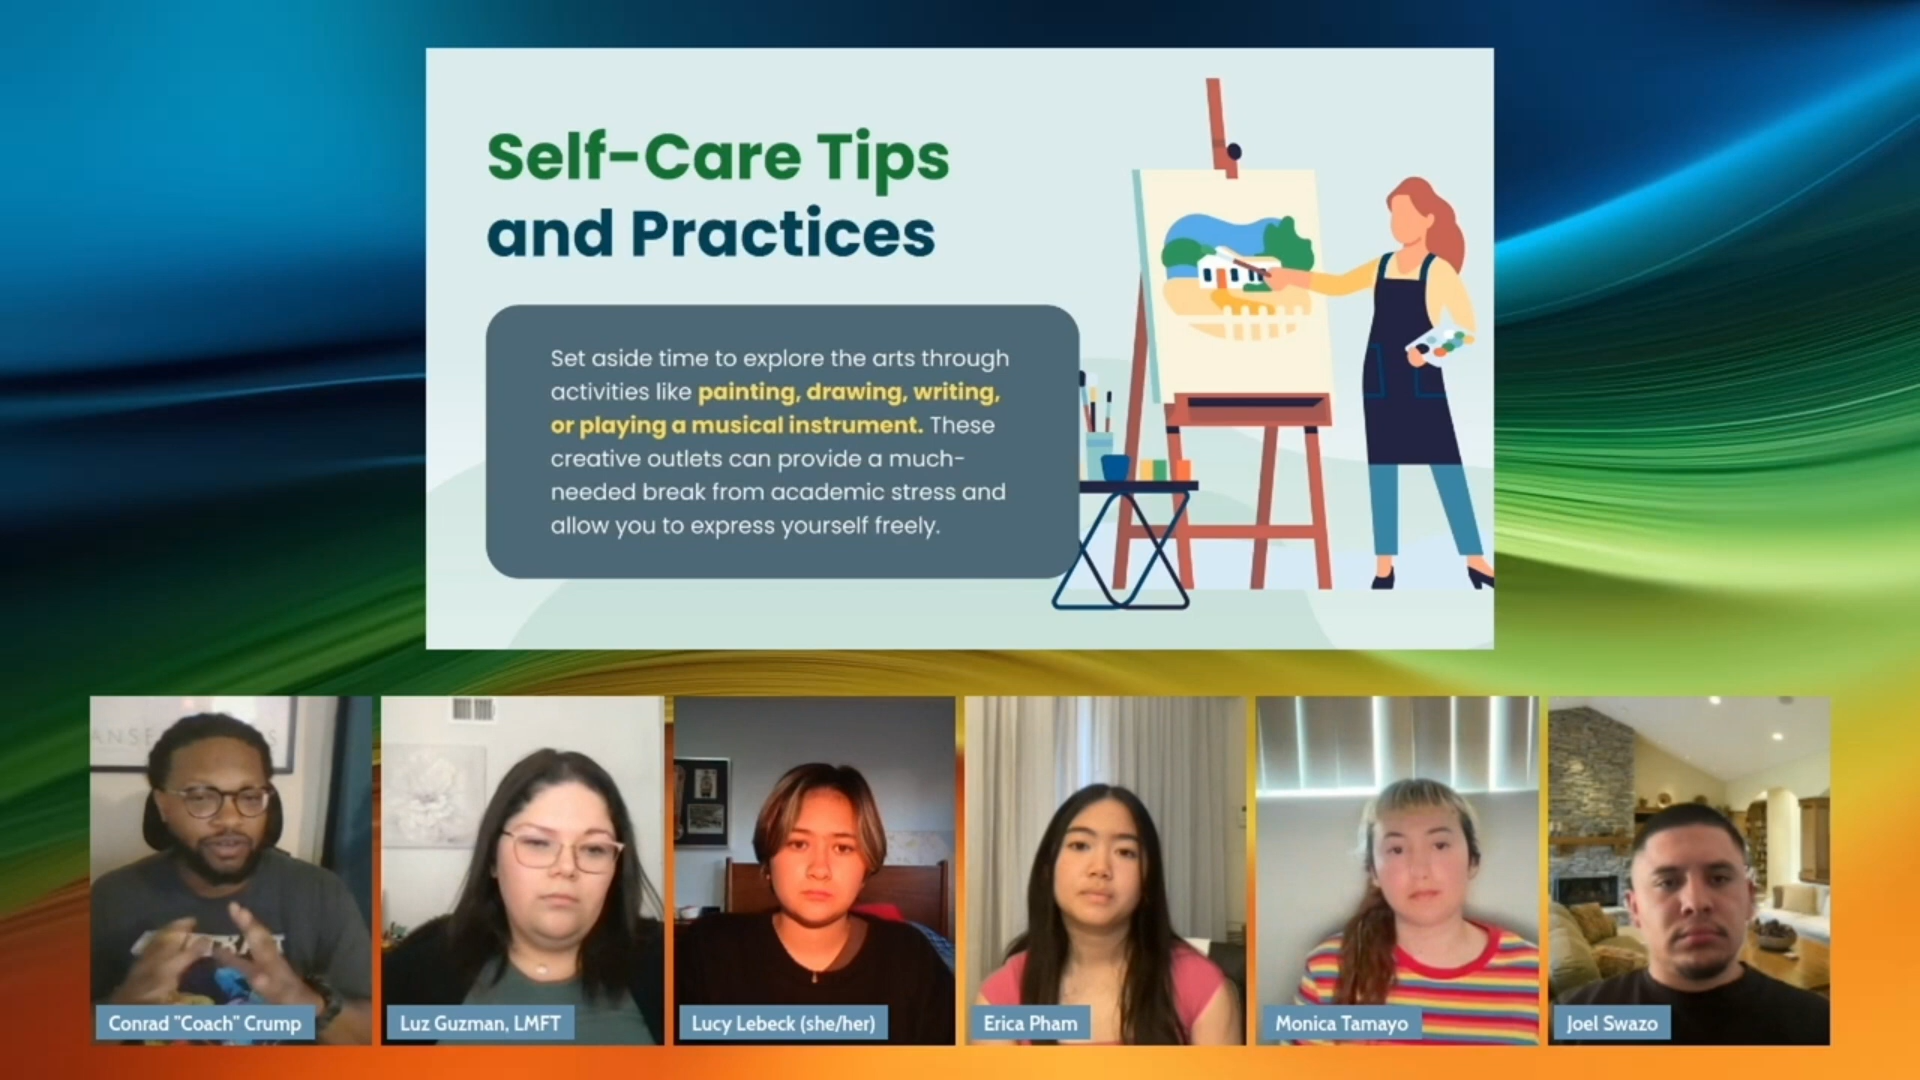 Self-Care Tips
and Practices
Set aside time to explore the arts through
activities like painting, drawing, writing,
or playing a musical instrument. These
creative outlets can provide a much-
needed break from academic stress and
allow you to express yourself freely.
Conrad "Coach" Crump
Luz Guzman, LMFT
Lucy Lebeck (she/her)
Erica Pham
Monica Tamayo
Joel Swazo